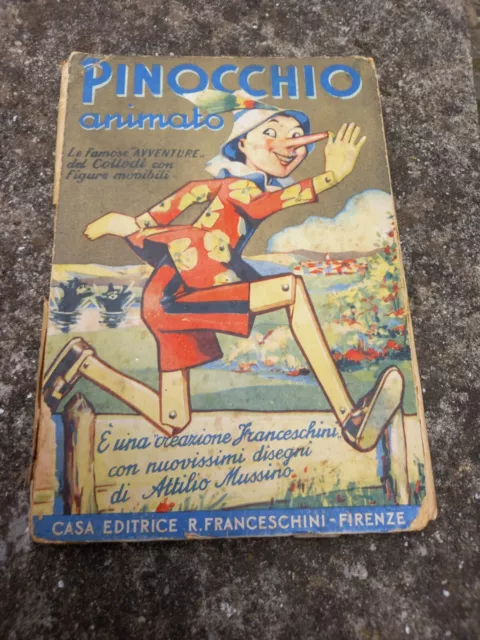 PINOCCHIO
animato
Le famose "AVVENTURE"
del Collodi con
figure movibili
È una creazione Franceschini,
con nuovissimi disegni
di Attilio Mussino
CASA EDITRICE R. FRANCESCHINI - FIRENZE